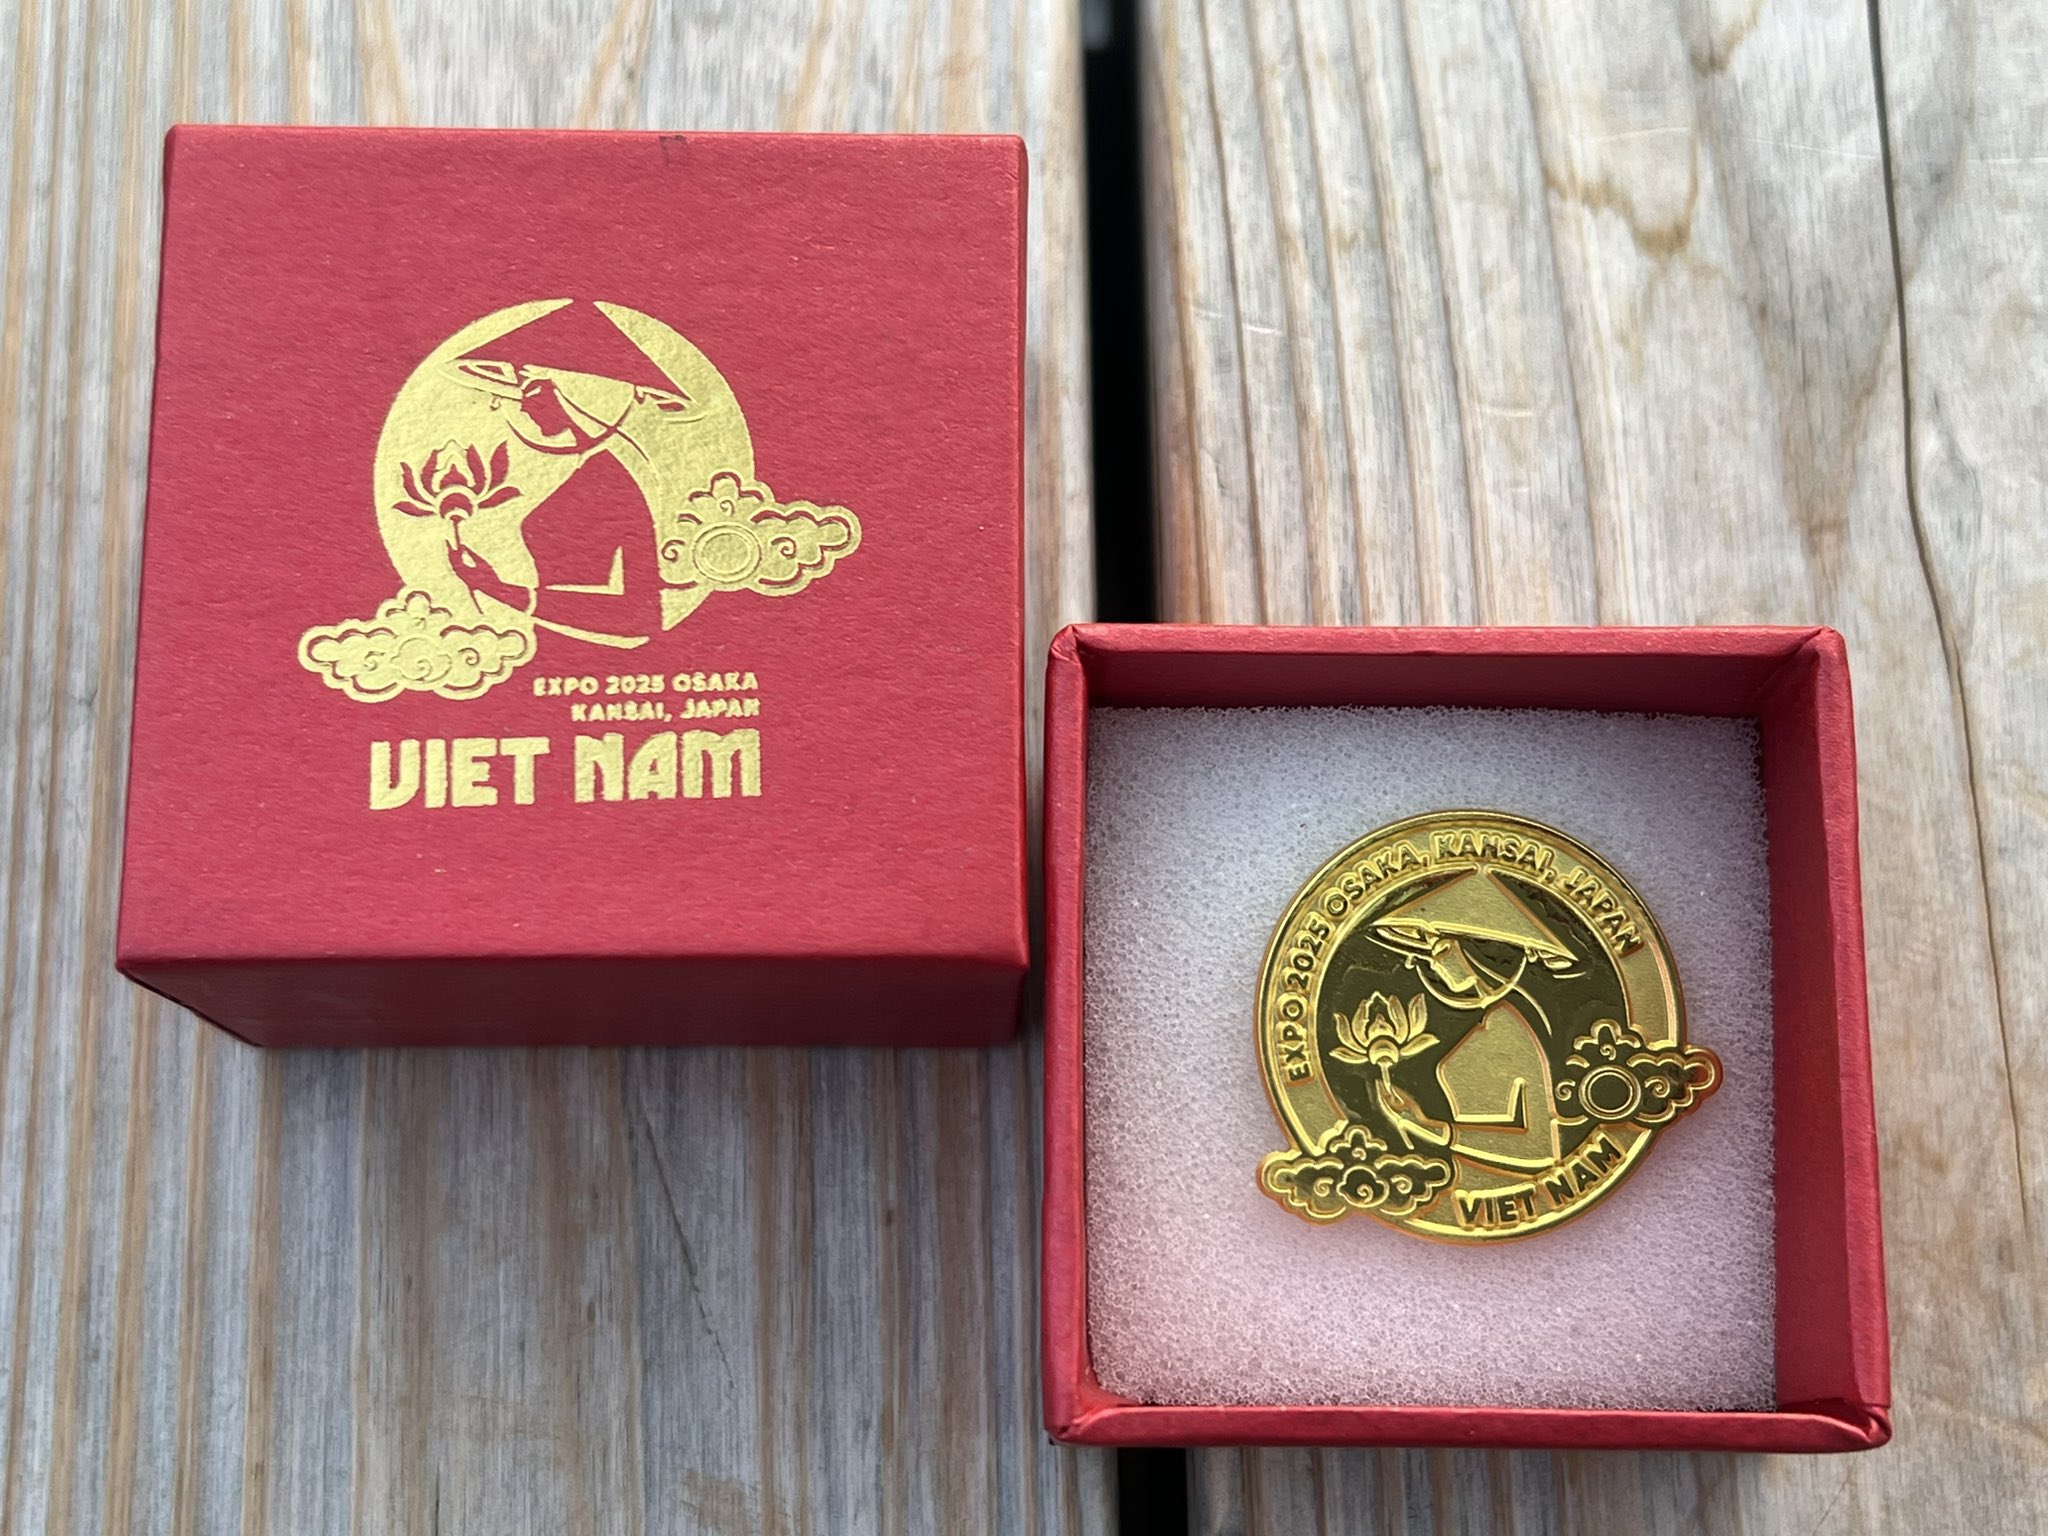 EXPO 2025 OSAKA
KANSAI, JAPAN
VIET NAM
EXPO 2025 OSAKA, KANSAI, JAPAN
VIET NAM